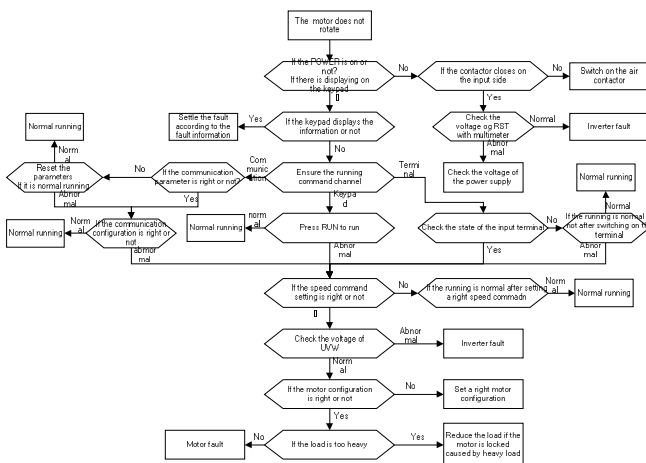 The motor does not
rotate
If the POWER is on or
not?
If there is displaying on
the keypad
No
If the contactor closes on
the input side
No
Switch on the air
contactor
Yes
Normal running
Settle the fault
according to the
fault information
Yes
If the keypad displays the
information or not
Check the
voltage og RST
with multimeter
Normal
Inverter fault
Norm
al
No
Abnor
mal
Reset the
parameters
If it is normal running
No
If the communication
parameter is right or not?
Com
munic
ation
Ensure the running
command channel
Termi
nal
Check the voltage of
the power supply
Normal running
Abnor
mal
Yes
Keypa
d
Normal
Normal running
Norm
al
If the communication
configuration is right or
not
Normal running
norm
al
Press RUN to run
Check the state of the input terminal
No
If the running is normal
not after switching on th
terminal
abnor
mal
Abnor
mal
Yes
Abnor
mal
If the speed command
setting is right or not
No
If the running is normal after setting
a right speed commadn
Norm
al
Normal running
Check the voltage of
UVW
Abnor
mal
Inverter fault
Norm
al
If the motor configuration
is right or not
No
Set a right motor
configuration
Yes
Motor fault
No
If the load is too heavy
Yes
Reduce the load if the
motor is locked
caused by heavy load